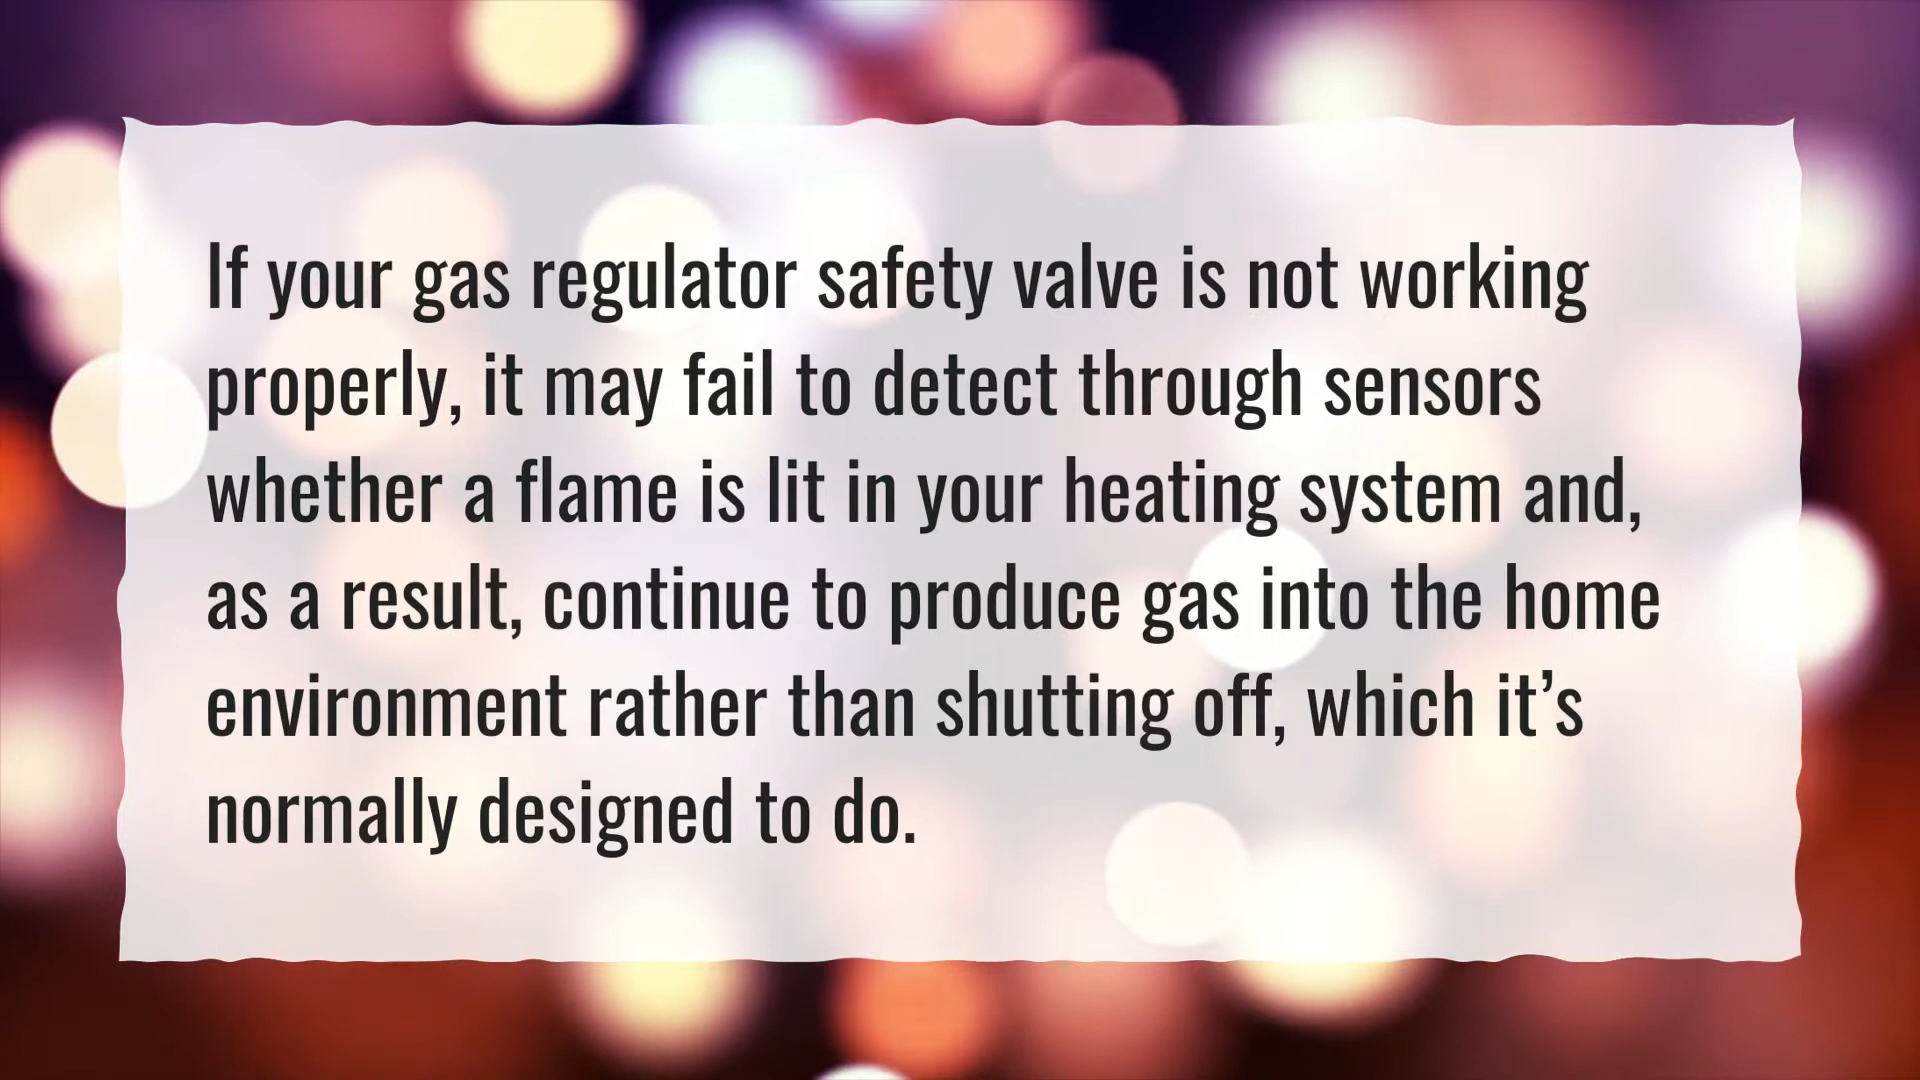 If your gas regulator safety valve is not working
properly, it may fail to detect through sensors
whether a flame is lit in your heating system and,
as a result, continue to produce gas into the home
environment rather than shutting off, which it’s
normally designed to do.